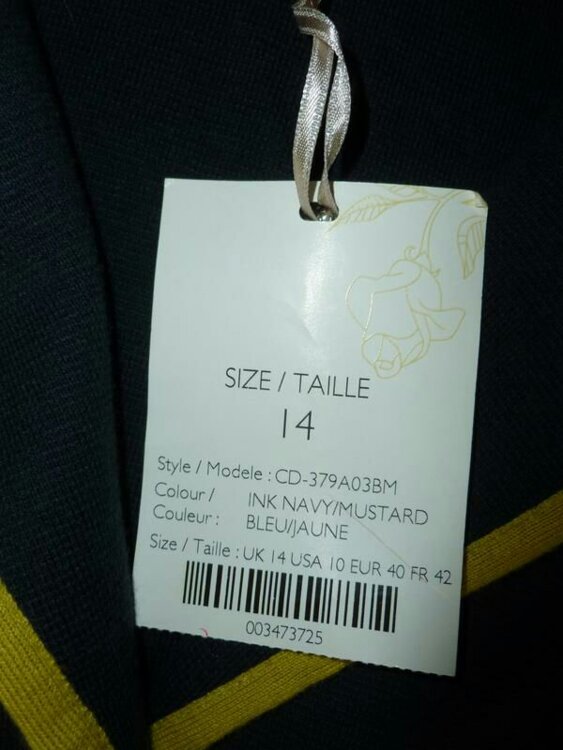 SIZE / TAILLE
14
Style / Modele : CD-379A03BM
Colour / INK NAVY/MUSTARD
Couleur : BLEU/JAUNE
Size / Taille : UK 14 USA 10 EUR 40 FR 42
003473725